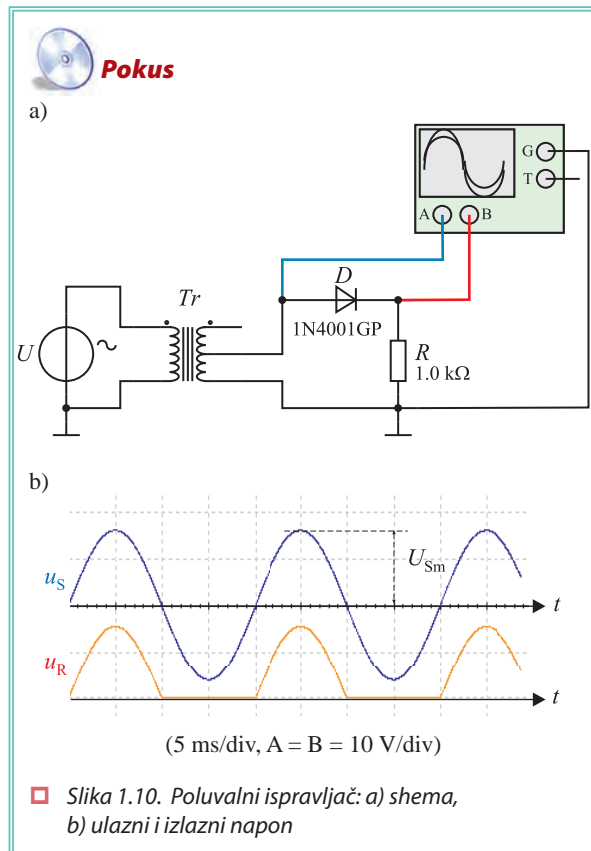 Pokus
a)
G
T
A
B
D
Tr
1N4001GP
U
R
1.0 kΩ
b)
U_Sm
u_S
t
u_R
t
(5 ms/div, A = B = 10 V/div)
Slika 1.10. Poluvalni ispravljač: a) shema,
b) ulazni i izlazni napon